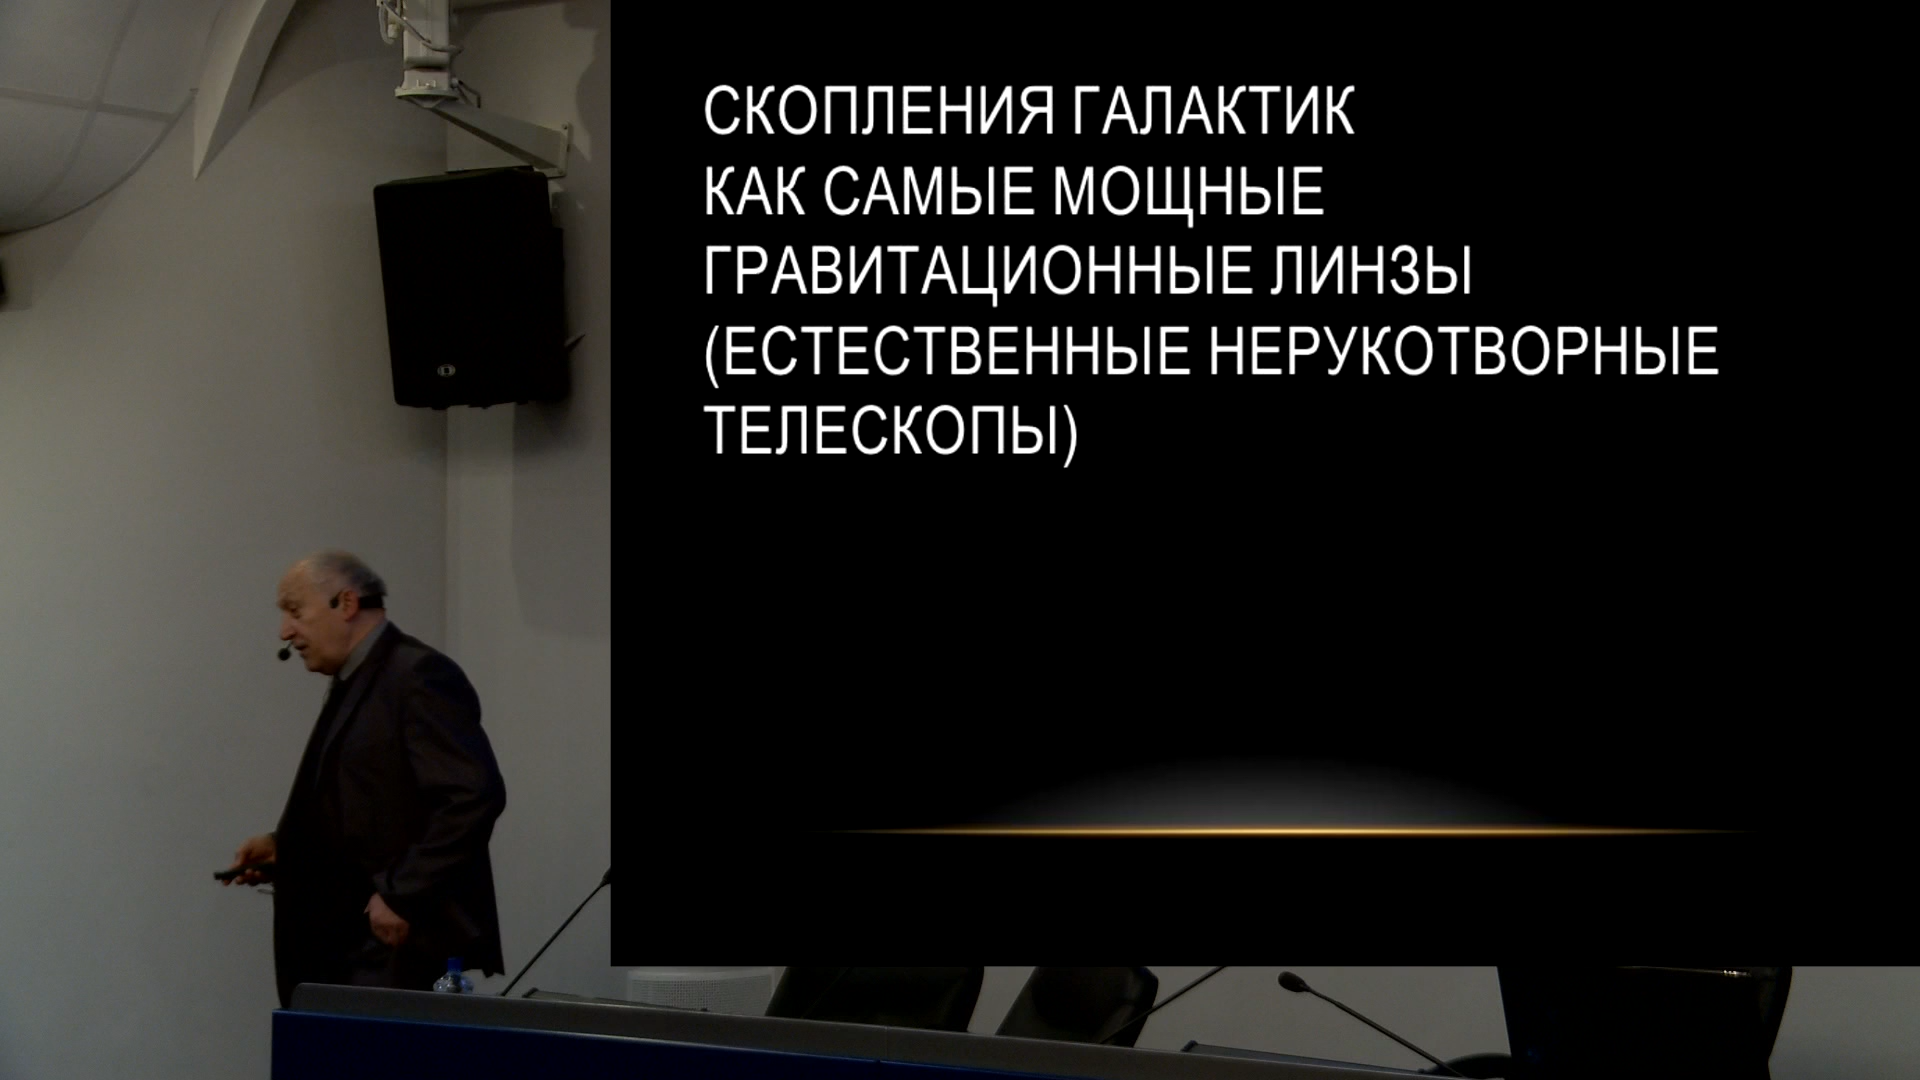 СКОПЛЕНИЯ ГАЛАКТИК
КАК САМЫЕ МОЩНЫЕ
ГРАВИТАЦИОННЫЕ ЛИНЗЫ
(ЕСТЕСТВЕННЫЕ НЕРУКОТВОРНЫЕ
ТЕЛЕСКОПЫ)